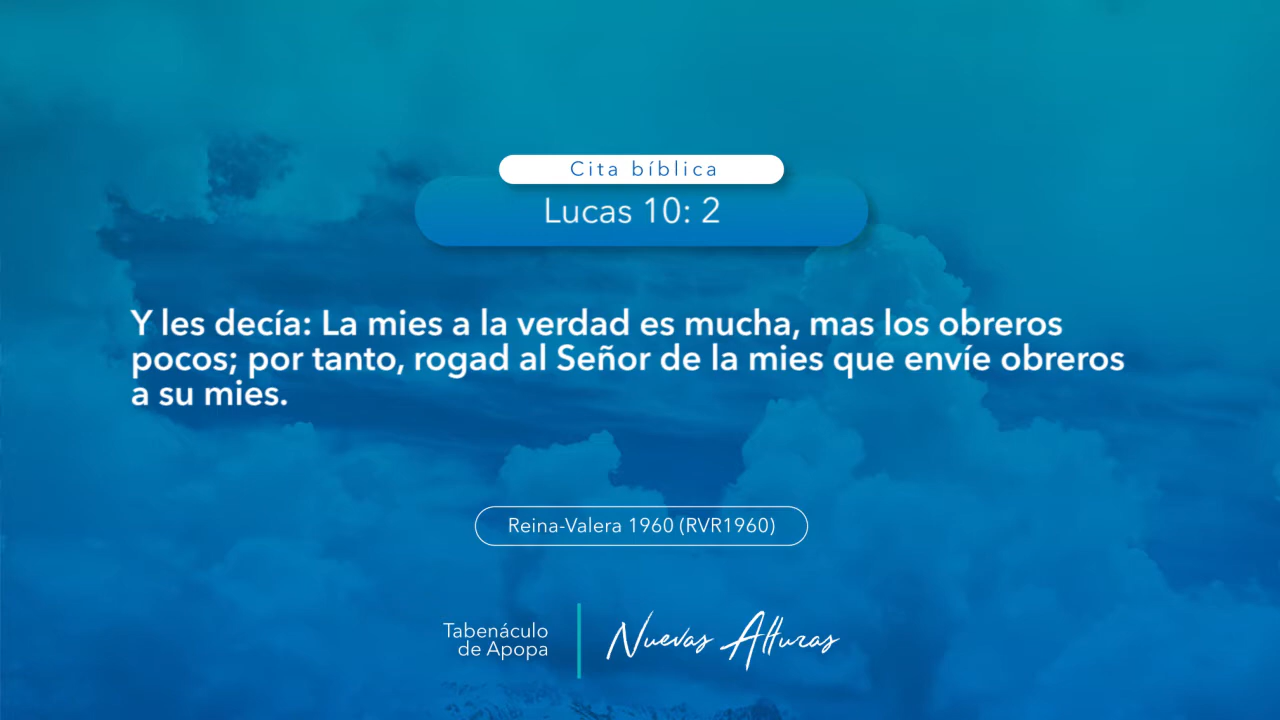 Cita bíblica
Lucas 10: 2
Y les decía: La mies a la verdad es mucha, mas los obreros
pocos; por tanto, rogad al Señor de la mies que envíe obreros
a su mies.
Reina-Valera 1960 (RVR1960)
Tabenáculo
de Apopa
Nuevas Alturas